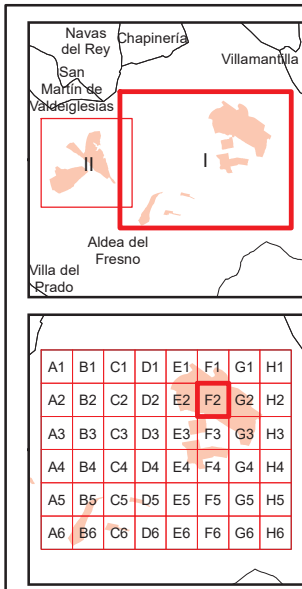 Navas
del Rey
Chapinería
Villamantilla
San
Martín de
Valdeiglesias
I
II
Aldea del
Fresno
Villa del
Prado
A1 B1 C1 D1 E1 F1 G1 H1
A2 B2 C2 D2 E2 F2 G2 H2
A3 B3 C3 D3 E3 F3 G3 H3
A4 B4 C4 D4 E4 F4 G4 H4
A5 B5 C5 D5 E5 F5 G5 H5
A6 B6 C6 D6 E6 F6 G6 H6